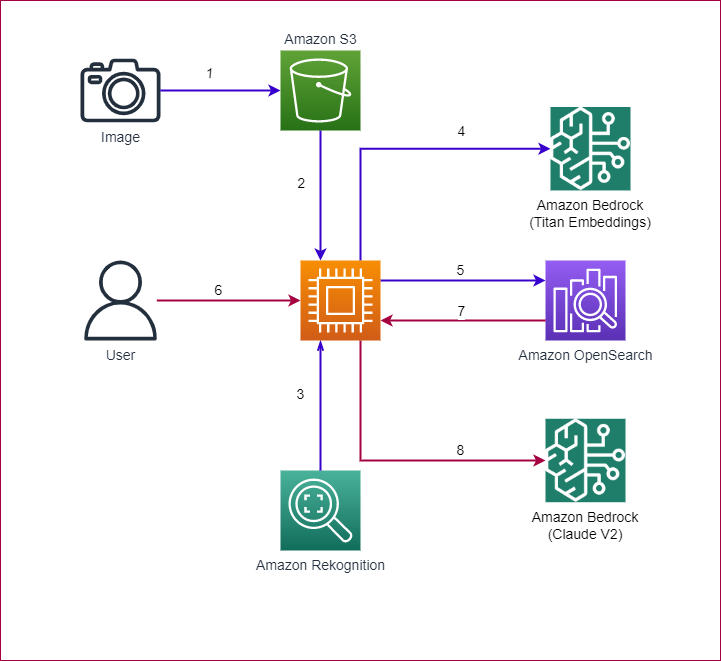 Amazon S3
1
Image
2
4
Amazon Bedrock
(Titan Embeddings)
6
User
5
7
Amazon OpenSearch
3
8
Amazon Bedrock
(Claude V2)
Amazon Rekognition